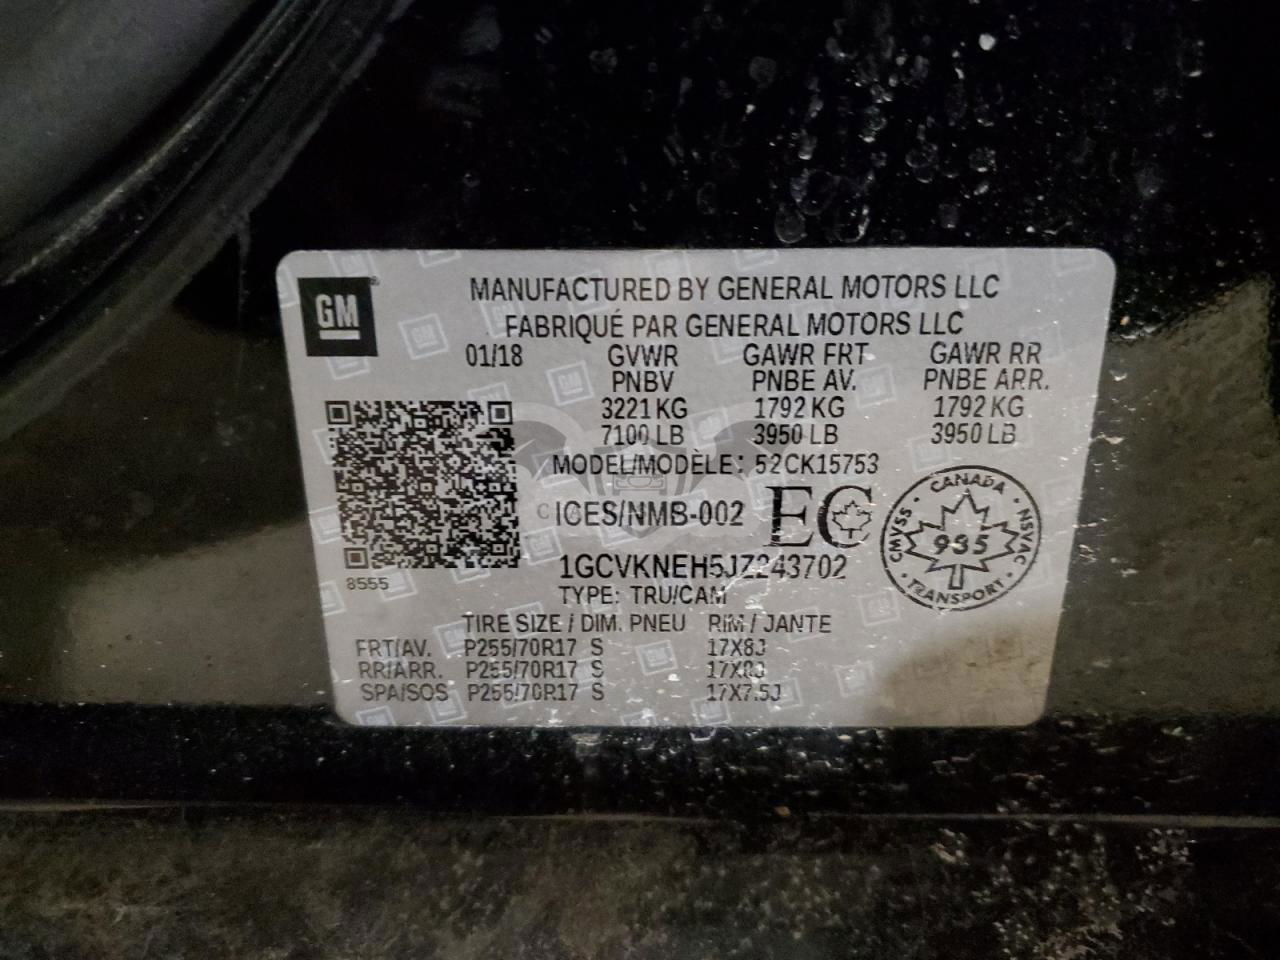 GM
MANUFACTURED BY GENERAL MOTORS LLC
FABRIQUÉ PAR GENERAL MOTORS LLC
01/18 GVWR GAWR FRT GAWR RR
PNBV PNBE AV. PNBE ARR.
3221 KG 1792 KG 1792 KG
7100 LB 3950 LB 3950 LB
MODEL/MODÈLE: 52CK15753
ICES/NMB-002 EC
CANADA
CMVSS 935 NSVAC
TRANSPORT
1GCVKNEH5JZ243702
8555
TYPE: TRU/CAM
TIRE SIZE / DIM. PNEU RIM / JANTE
FRT/AV. P255/70R17 S 17X8J
RR/ARR. P255/70R17 S 17X8J
SPA/SOS P265/70R17 S 17X7.5J